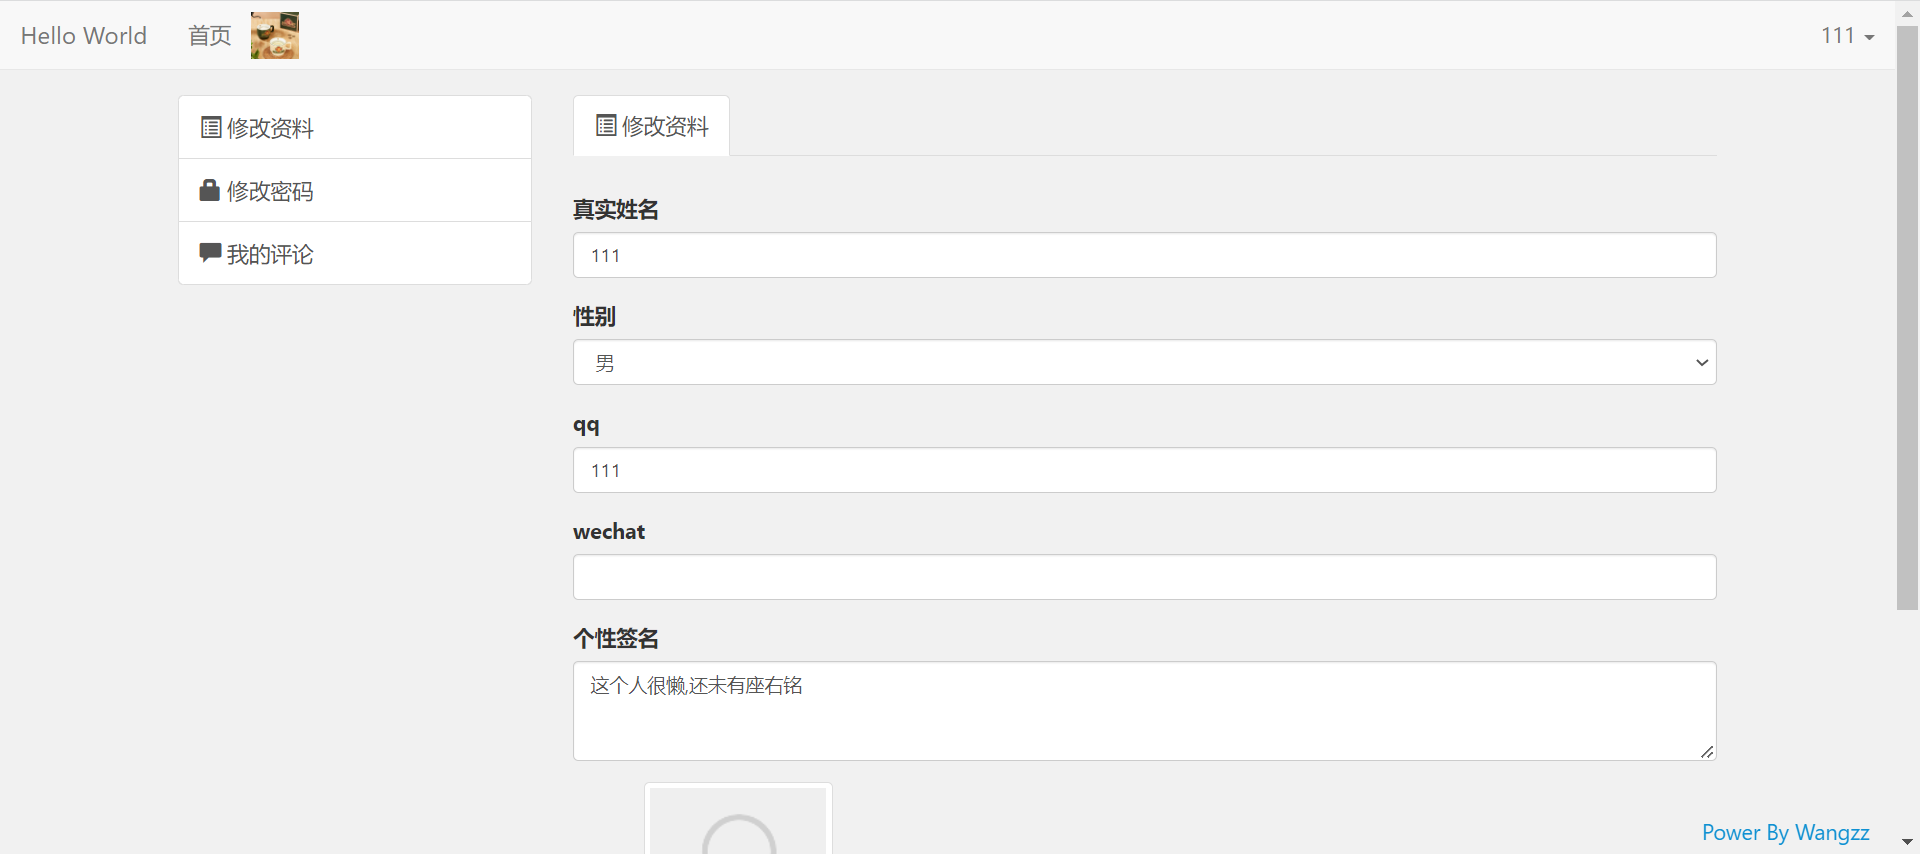 Hello World
首页
111
修改资料
修改密码
我的评论
修改资料
真实姓名
111
性别
男
qq
111
wechat
个性签名
这个人很懒,还未有座右铭
Power By Wangzz